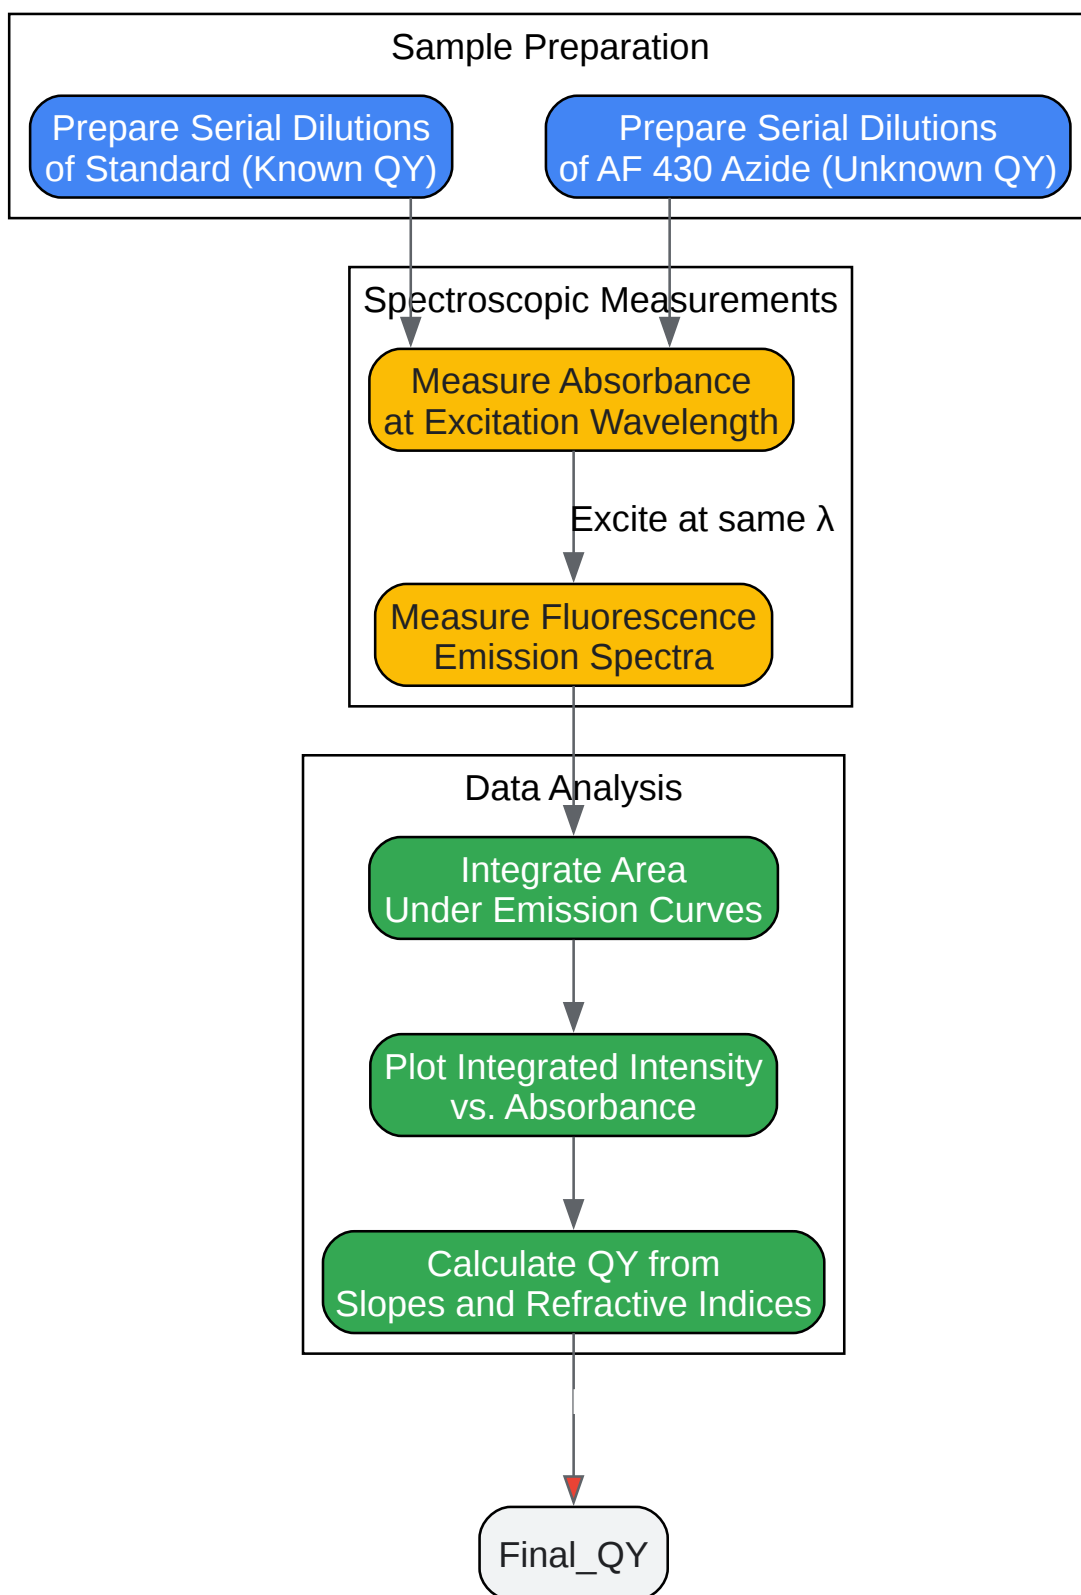 Sample Preparation
Prepare Serial Dilutions
of Standard (Known QY)
Prepare Serial Dilutions
of AF 430 Azide (Unknown QY)
Spectroscopic Measurements
Measure Absorbance
at Excitation Wavelength
Excite at same λ
Measure Fluorescence
Emission Spectra
Data Analysis
Integrate Area
Under Emission Curves
Plot Integrated Intensity
vs. Absorbance
Calculate QY from
Slopes and Refractive Indices
Final_QY